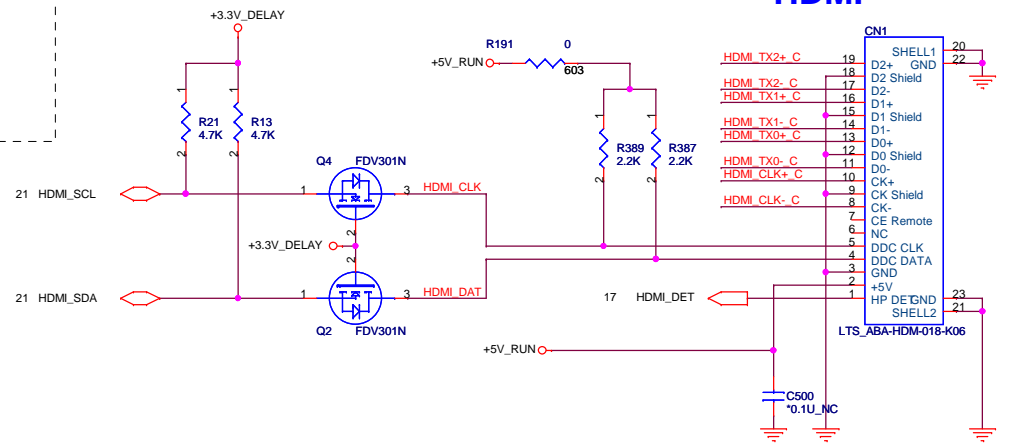 HDMI
+3.3V_DELAY
CN1
R191 0
+5V_RUN 603
HDMI_TX2+_C 19 D2+ SHELL1 20
18 D2 Shield GND 22
HDMI_TX2-_C 17 D2-
HDMI_TX1+_C 16 D1+
15 D1 Shield
HDMI_TX1-_C 14 D1-
HDMI_TX0+_C 13 D0+
12 D0 Shield
HDMI_TX0-_C 11 D0-
HDMI_CLK+_C 10 CK+
9 CK Shield
HDMI_CLK-_C 8 CK-
7 CE Remote
6 NC
5 DDC CLK
4 DDC DATA
3 GND
2 +5V
1 HP DET GND 23
SHELL2 21
LTS_ABA-HDM-018-K06
1 1
R21 R13
4.7K 4.7K
2 2
1 1
R389 R387
2.2K 2.2K
2 2
Q4 FDV301N
21 HDMI_SCL 1 3 HDMI_CLK
2
+3.3V_DELAY
2
21 HDMI_SDA 1 3 HDMI_DAT
Q2 FDV301N
17 HDMI_DET
+5V_RUN
C500
*0.1U_NC